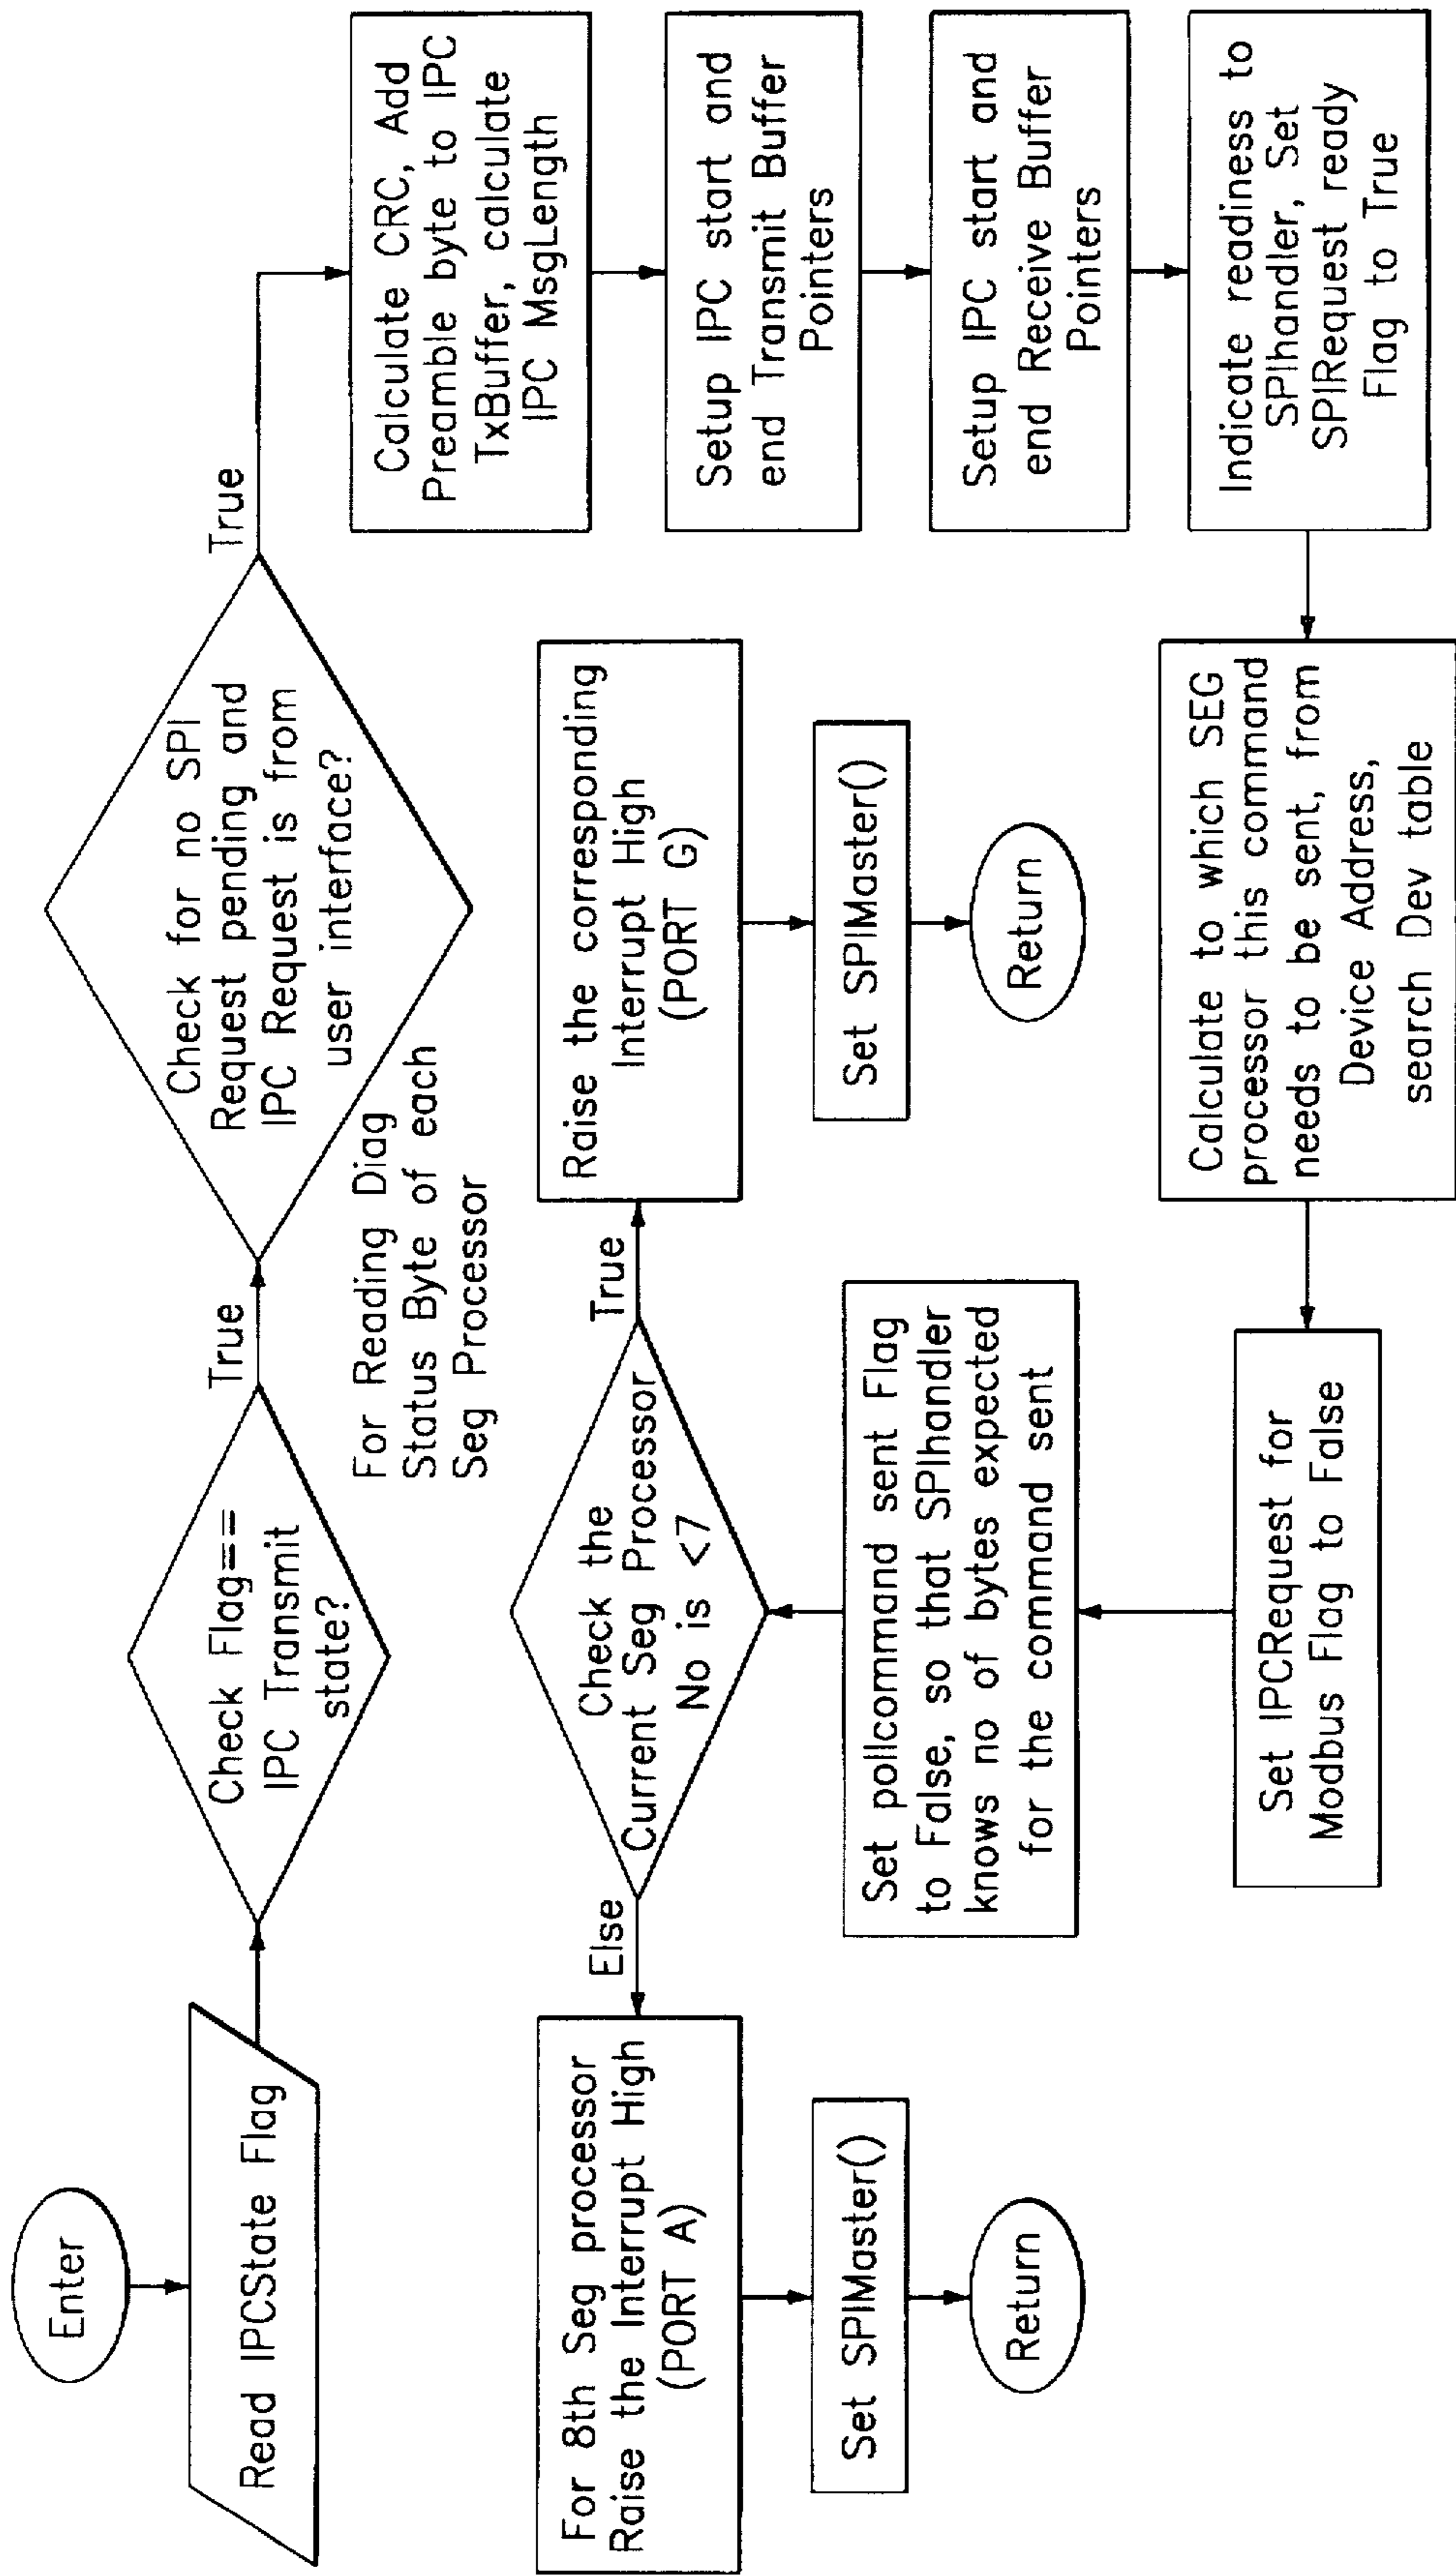 Enter
Read IPCState Flag
Check Flag==
IPC Transmit
state?
True
Check for no SPI
Request pending and
IPC Request is from
user interface?
True
For Reading Diag
Status Byte of each
Seg Processor
Calculate CRC, Add
Preamble byte to IPC
TxBuffer, calculate
IPC MsgLength
Setup IPC start and
end Transmit Buffer
Pointers
Setup IPC start and
end Receive Buffer
Pointers
Indicate readiness to
SPIhandler, Set
SPIRequest ready
Flag to True
Calculate to which SEG
processor this command
needs to be sent, from
Device Address,
search Dev table
Set IPCRequest for
Modbus Flag to False
Set pollcommand sent Flag
to False, so that SPIhandler
knows no of bytes expected
for the command sent
Check the
Current Seg Processor
No is <7
True
Raise the corresponding
Interrupt High
(PORT G)
Set SPIMaster()
Return
Else
For 8th Seg processor
Raise the Interrupt High
(PORT A)
Set SPIMaster()
Return